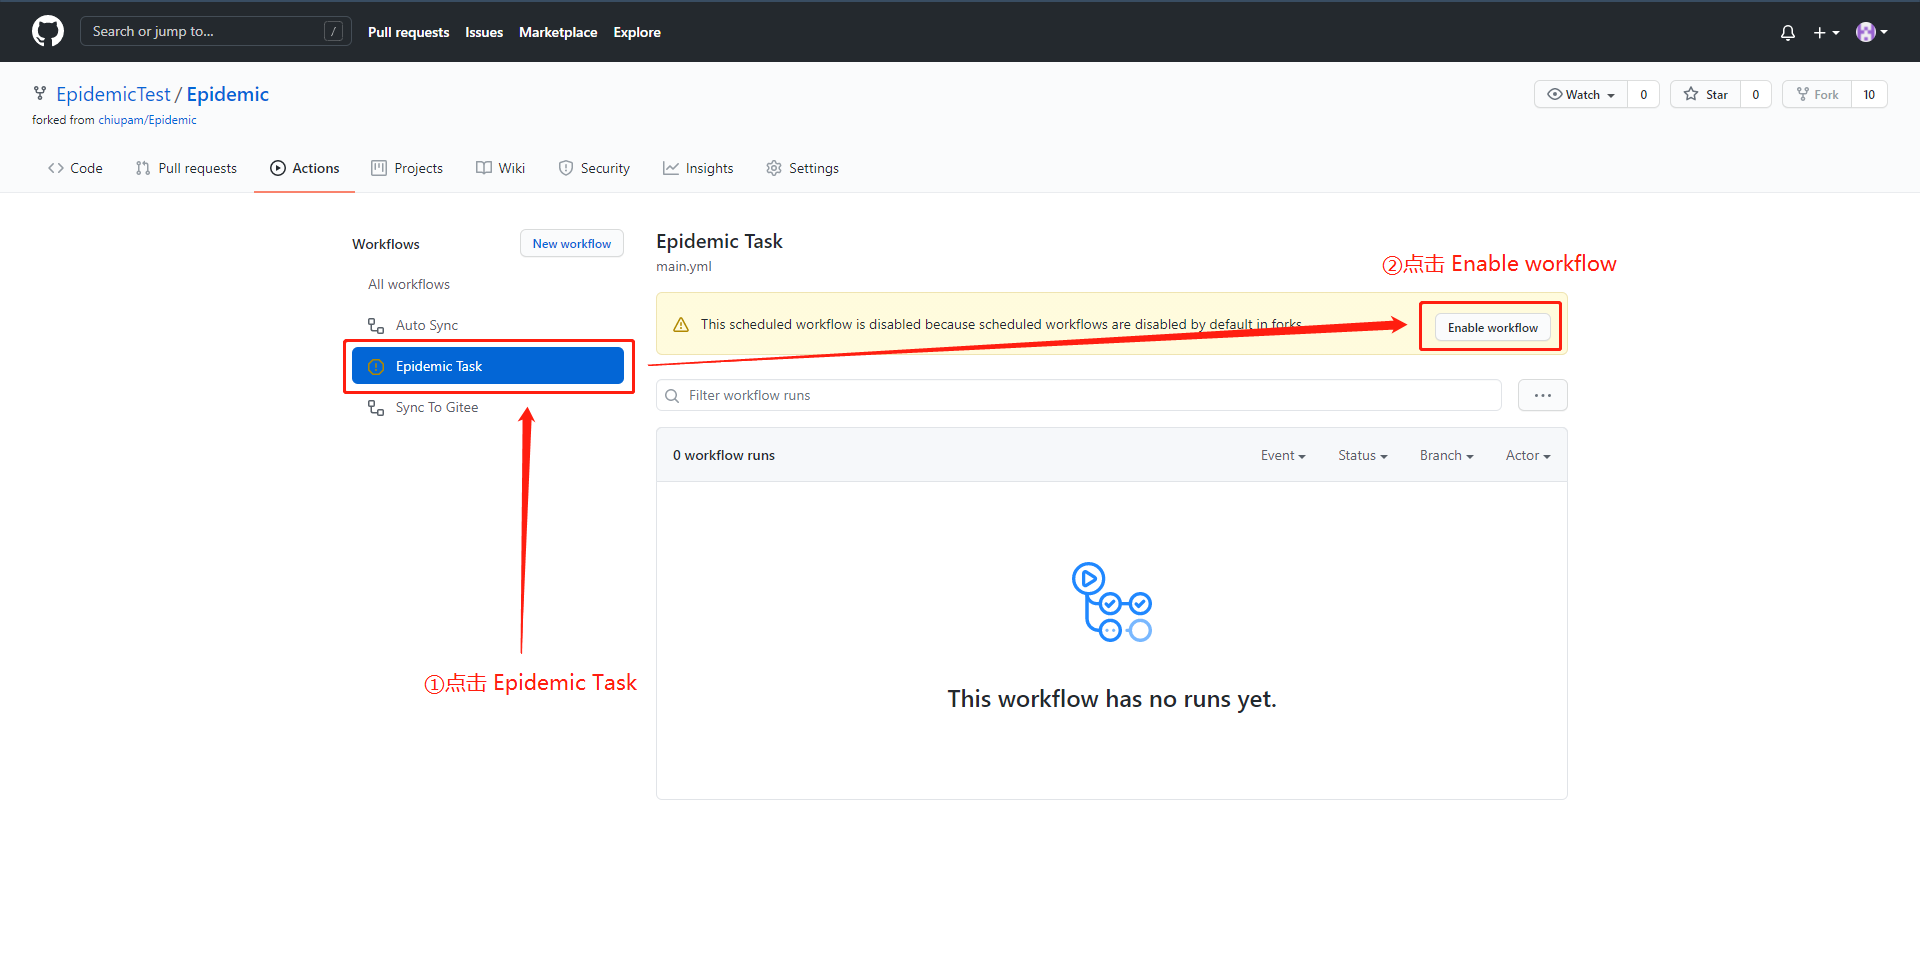 Search or jump to... /
Pull requests Issues Marketplace Explore
EpidemicTest / Epidemic
forked from chiupam/Epidemic
Watch 0 Star 0 Fork 10
Code Pull requests Actions Projects Wiki Security Insights Settings
Workflows New workflow
All workflows
Auto Sync
Epidemic Task
Sync To Gitee
①点击 Epidemic Task
Epidemic Task
main.yml
②点击 Enable workflow
This scheduled workflow is disabled because scheduled workflows are disabled by default in forks.
Enable workflow
Filter workflow runs
0 workflow runs Event Status Branch Actor
This workflow has no runs yet.